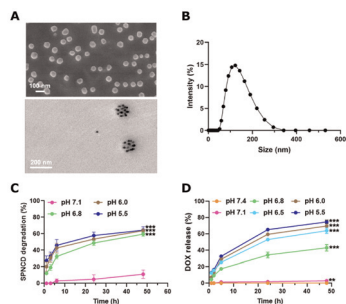 A
100 nm
200 nm
B
Intensity (%)
20
15
10
5
0
0 100 200 300 400 500
Size (nm)
C
SPNCD degradation (%)
pH 7.1 pH 6.0
pH 6.8 pH 5.5
100
80
60
40
20
0
***
***
***
0 10 20 30 40 50
Time (h)
D
DOX release (%)
pH 7.4 pH 6.8 pH 6.0
pH 7.1 pH 6.5 pH 5.5
100
80
60
40
20
0
***
***
***
***
**
0 10 20 30 40 50
Time (h)